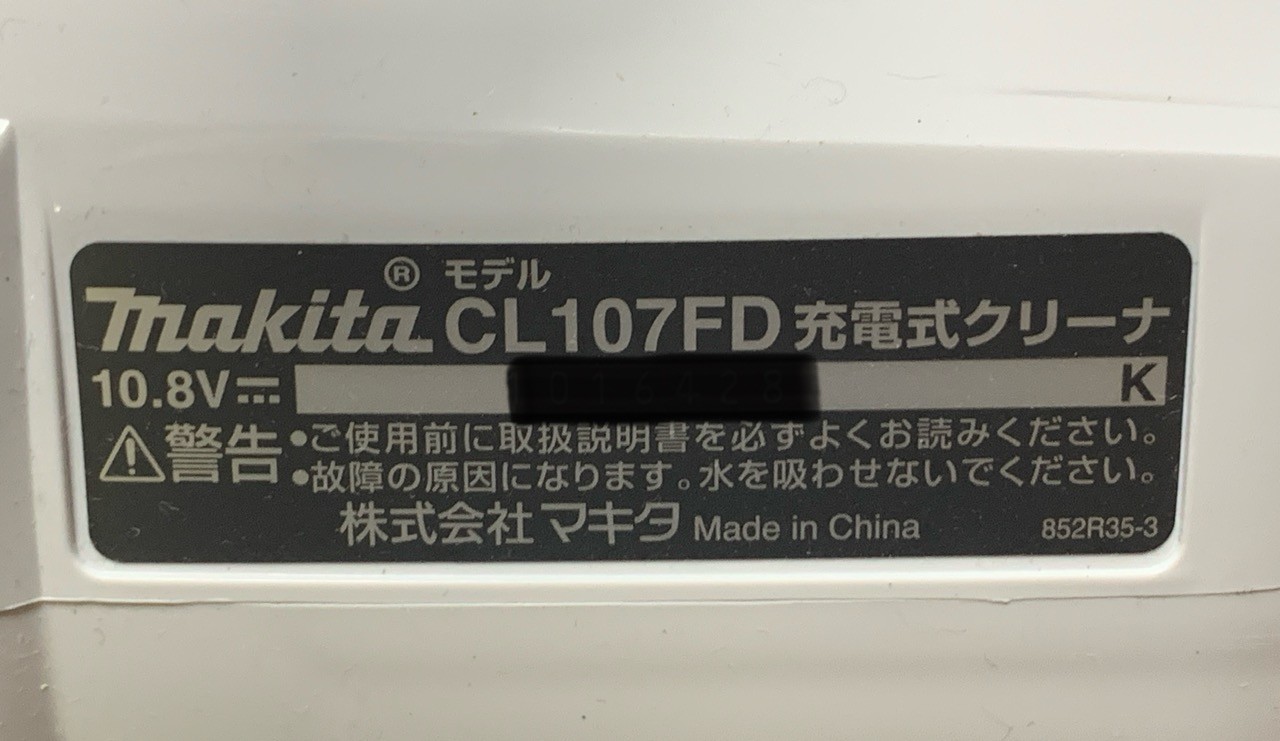 makita® モデル CL107FD 充電式クリーナ
10.8V⎓ K
⚠警告 •ご使用前に取扱説明書を必ずよくお読みください。
•故障の原因になります。水を吸わせないでください。
株式会社 マキタ Made in China 852R35-3